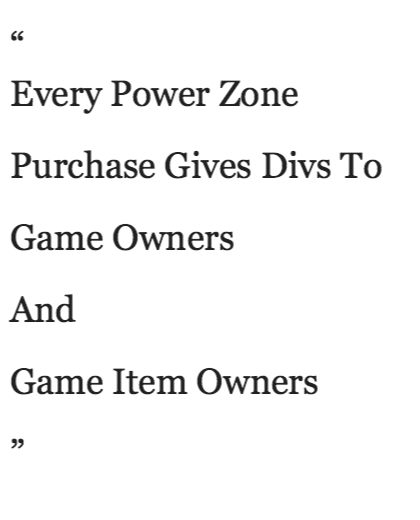 “
Every Power Zone
Purchase Gives Divs To
Game Owners
And
Game Item Owners
”